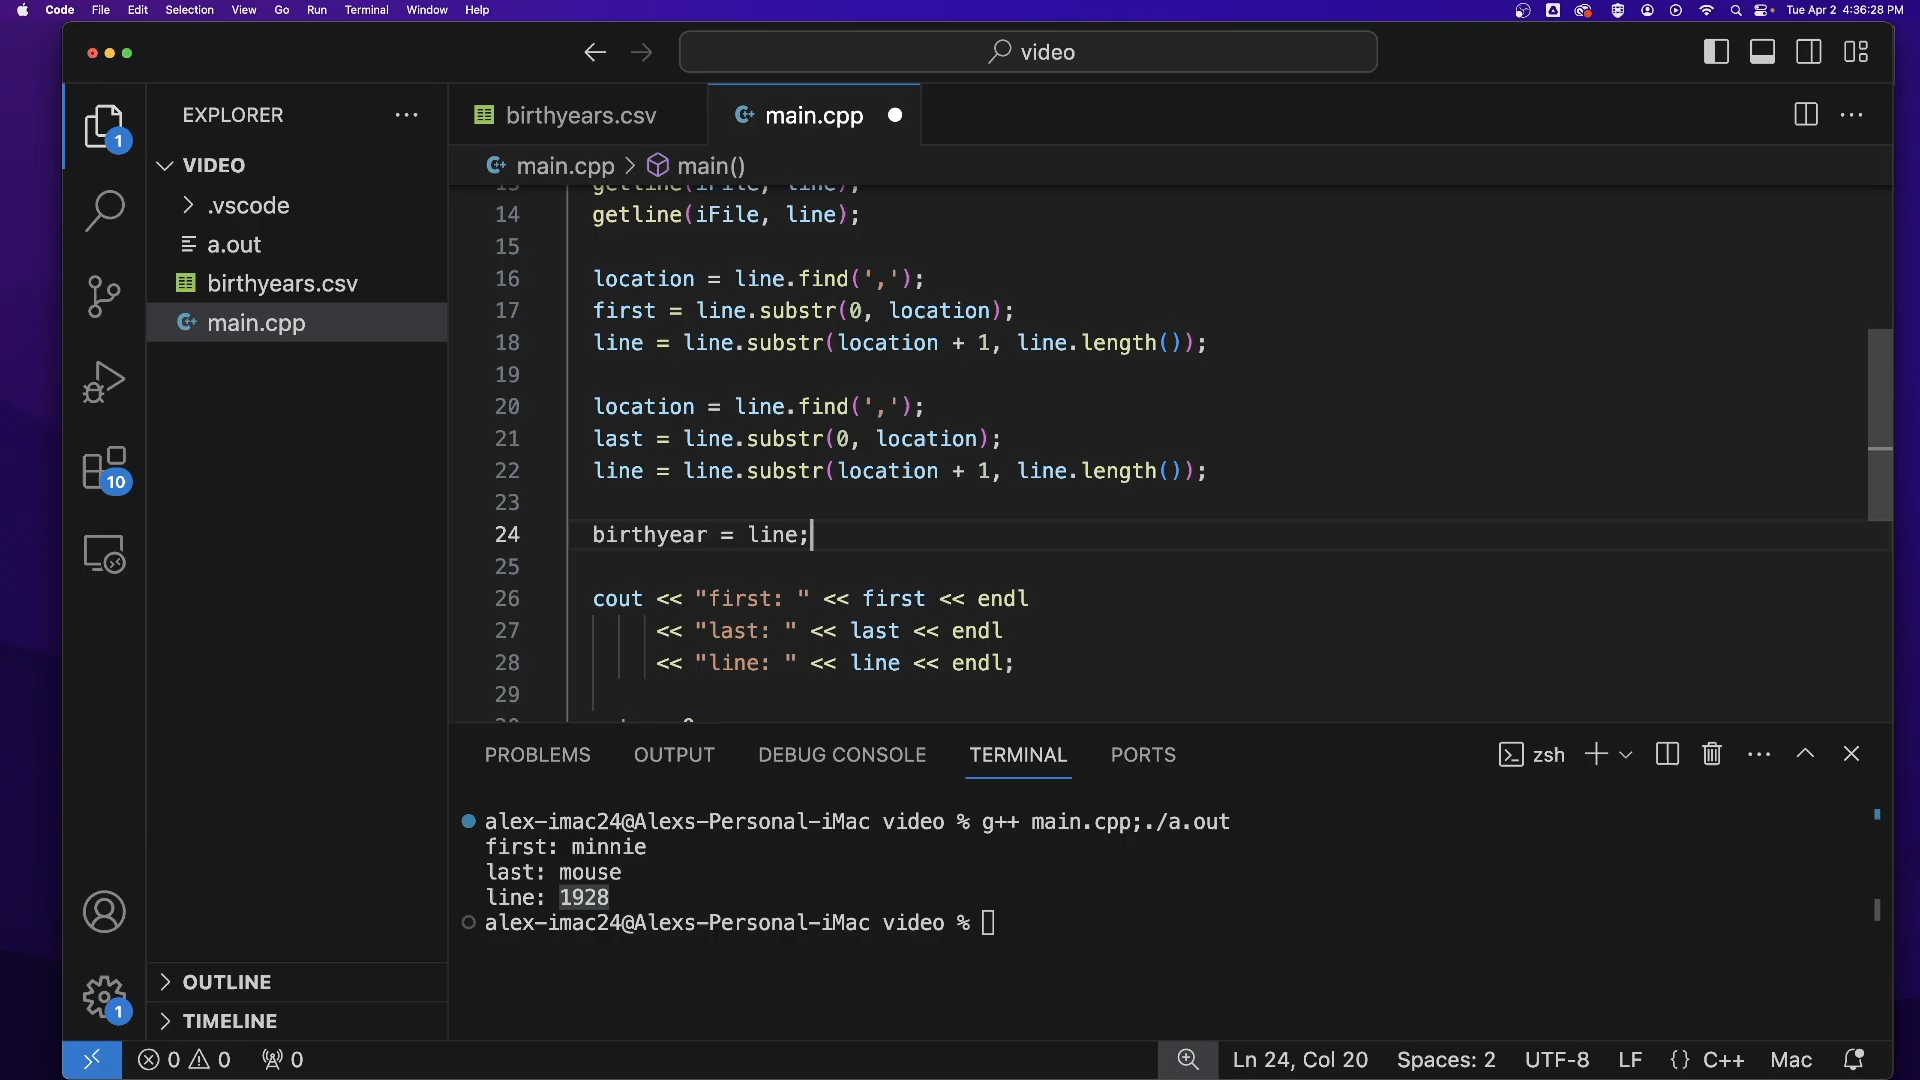 Code File Edit Selection View Go Run Terminal Window Help Tue Apr 2 4:36:28 PM
video
EXPLORER
birthyears.csv
main.cpp
1
VIDEO
main.cpp > main()
.vscode
a.out
birthyears.csv
main.cpp
10
13 getline(iFile, line);
14 getline(iFile, line);
15
16 location = line.find(',');
17 first = line.substr(0, location);
18 line = line.substr(location + 1, line.length());
19
20 location = line.find(',');
21 last = line.substr(0, location);
22 line = line.substr(location + 1, line.length());
23
24 birthyear = line;
25
26 cout << "first: " << first << endl
27 << "last: " << last << endl
28 << "line: " << line << endl;
29
PROBLEMS OUTPUT DEBUG CONSOLE TERMINAL PORTS
zsh
alex-imac24@Alexs-Personal-iMac video % g++ main.cpp;./a.out
first: minnie
last: mouse
line: 1928
alex-imac24@Alexs-Personal-iMac video %
OUTLINE
1
TIMELINE
0 0 0
Ln 24, Col 20 Spaces: 2 UTF-8 LF {} C++ Mac